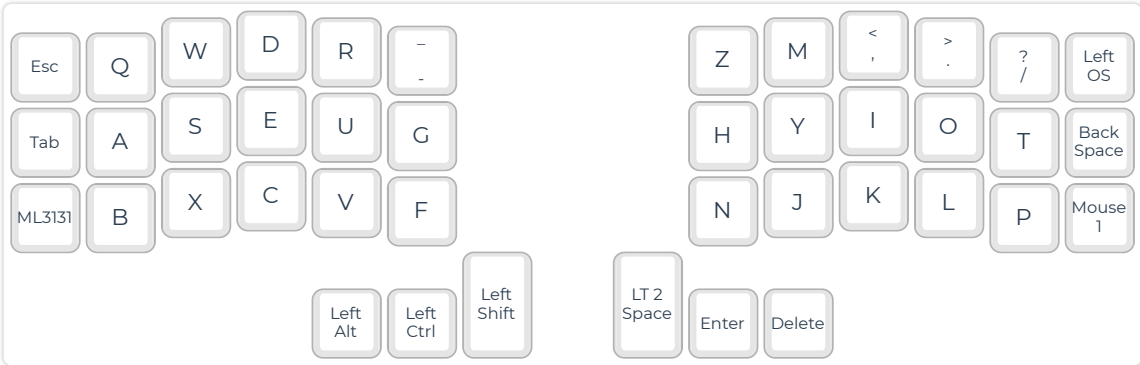 Esc Q W D R _ Z M < > ? Left
- , . / OS
Tab A S E U G H Y I O T Back
Space
ML3131 B X C V F N J K L P Mouse
1
Left Left Left LT 2 Enter Delete
Alt Ctrl Shift Space